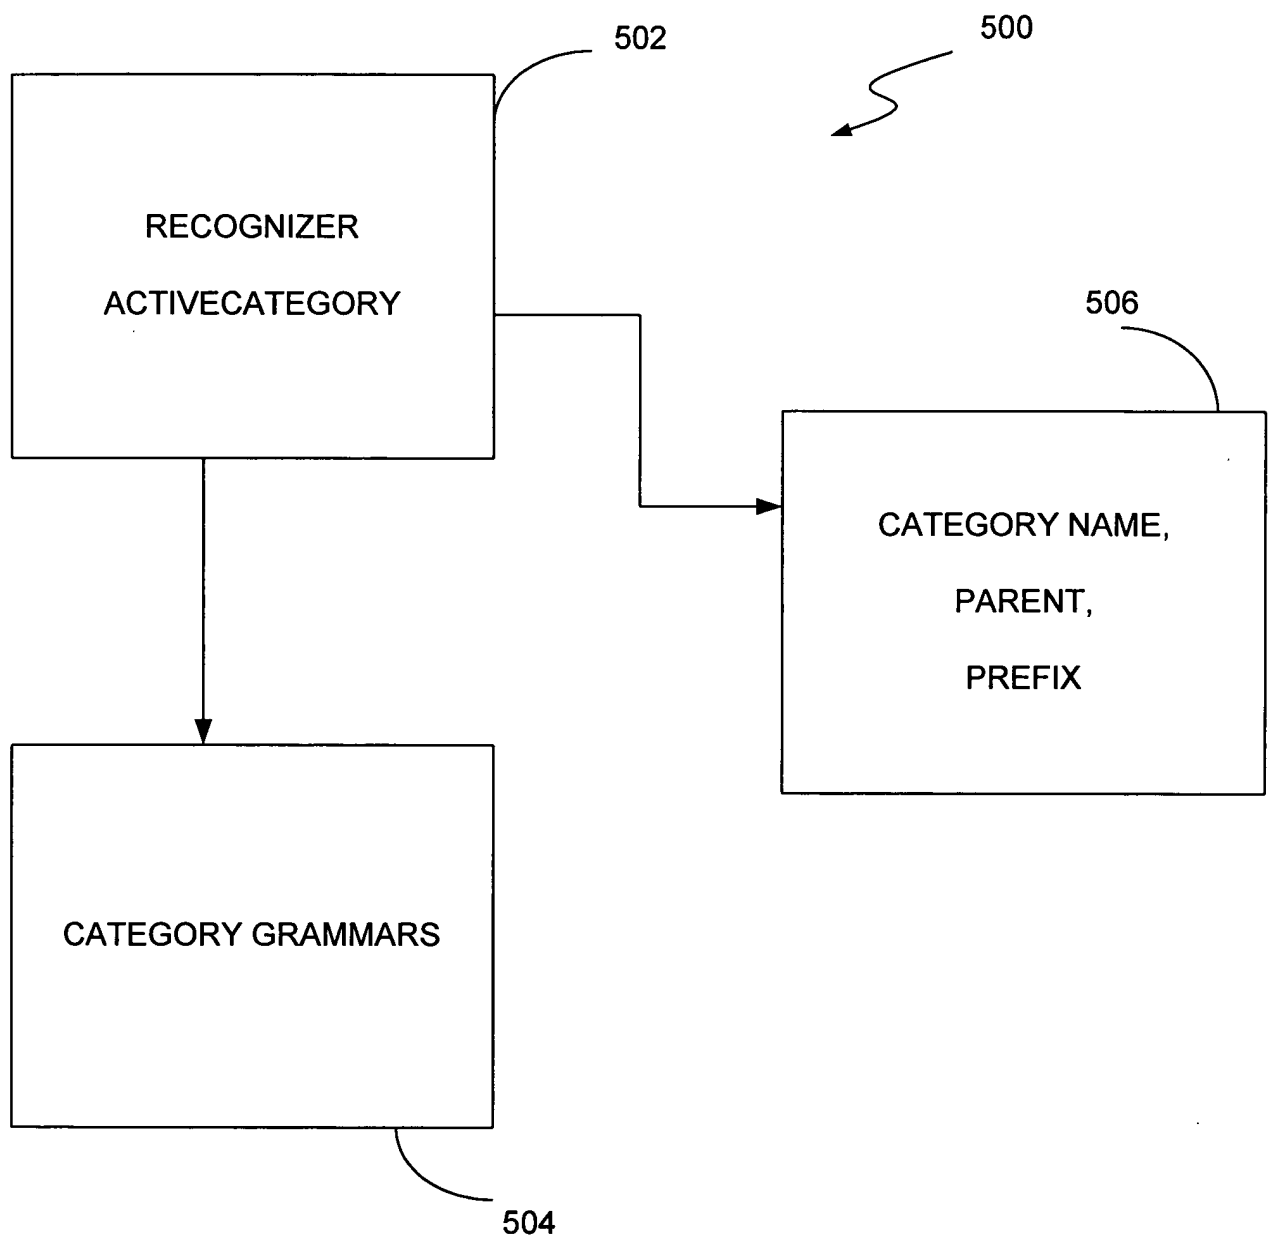 502
500
RECOGNIZER
ACTIVECATEGORY
506
CATEGORY NAME,
PARENT,
PREFIX
CATEGORY GRAMMARS
504